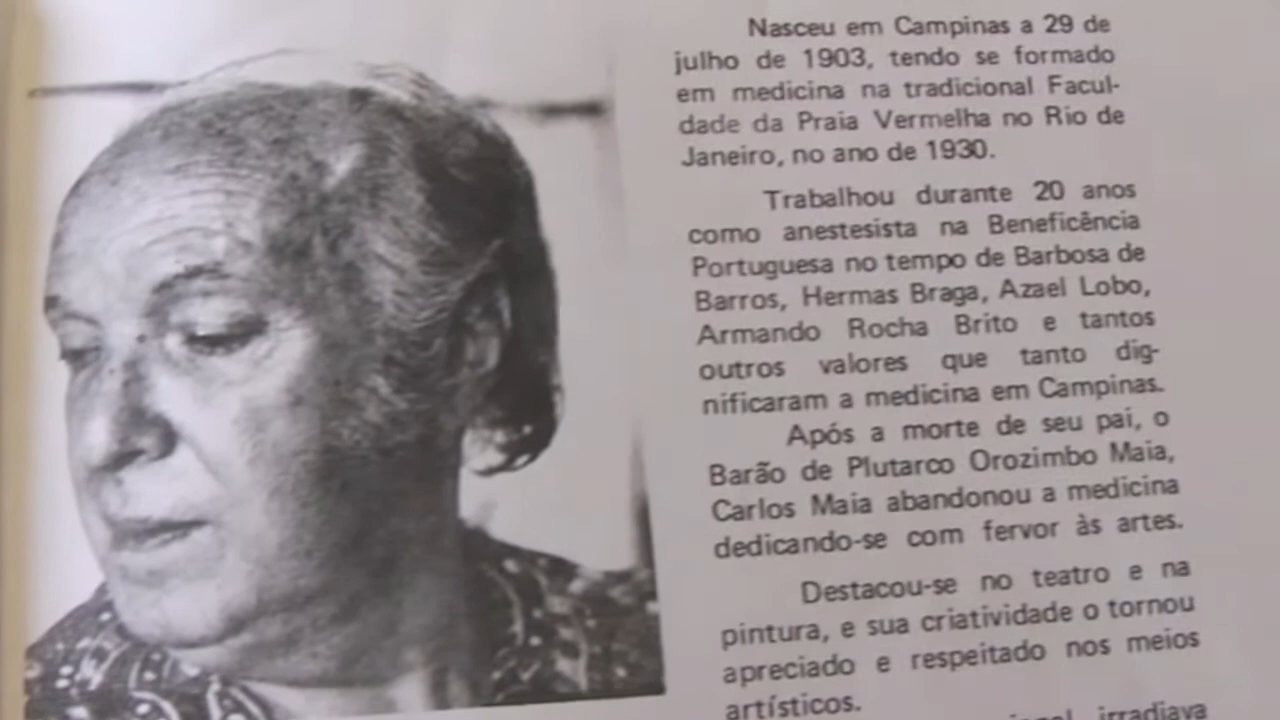 Nasceu em Campinas a 29 de
julho de 1903, tendo se formado
em medicina na tradicional Facul-
dade da Praia Vermelha no Rio de
Janeiro, no ano de 1930.
Trabalhou durante 20 anos
como anestesista na Beneficência
Portuguesa no tempo de Barbosa de
Barros, Hermas Braga, Azael Lobo,
Armando Rocha Brito e tantos
outros valores que tanto dig-
nificaram a medicina em Campinas.
Após a morte de seu pai, o
Barão de Plutarco Orozimbo Maia,
Carlos Maia abandonou a medicina
dedicando-se com fervor às artes.
Destacou-se no teatro e na
pintura, e sua criatividade o tornou
apreciado e respeitado nos meios
artísticos.
irradiava